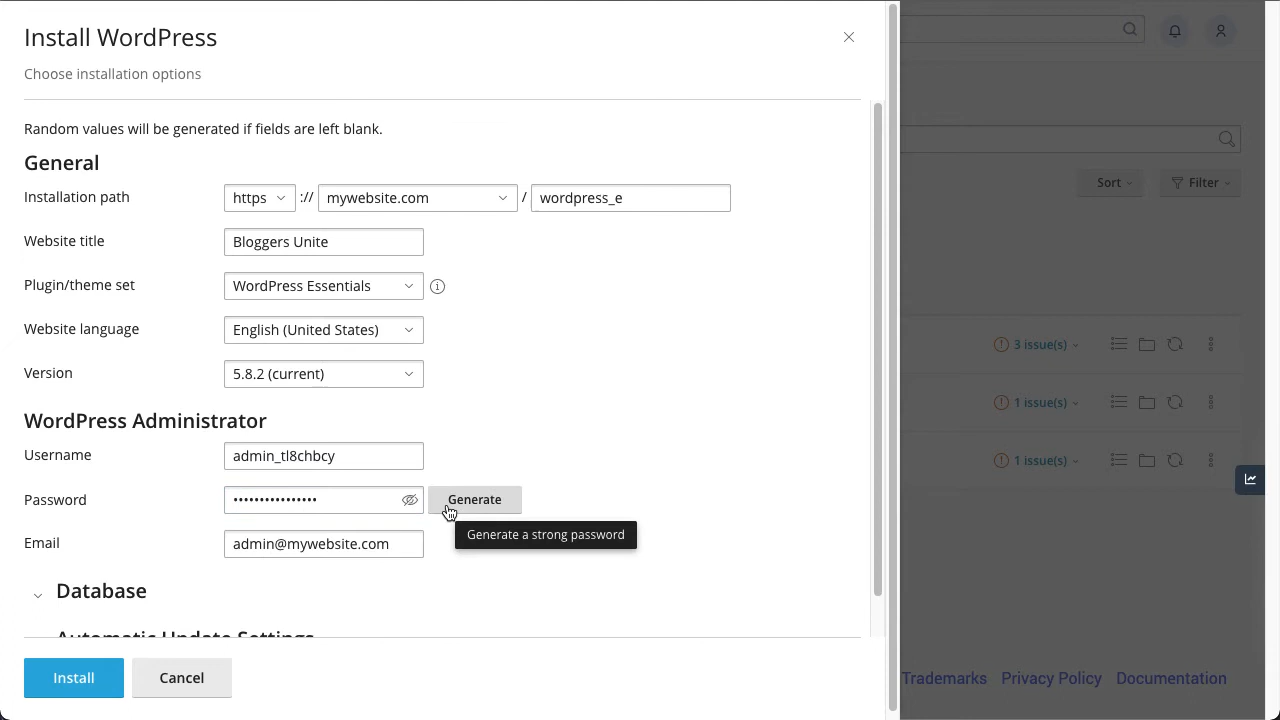 Install WordPress
Choose installation options
Random values will be generated if fields are left blank.
General
Installation path https :// mywebsite.com / wordpress_e
Website title Bloggers Unite
Plugin/theme set WordPress Essentials
Website language English (United States)
Version 5.8.2 (current)
WordPress Administrator
Username admin_tl8chbcy
Password •••••••••••••••• Generate
Generate a strong password
Email admin@mywebsite.com
Database
Automatic Update Settings
Install Cancel
Sort Filter
3 issue(s)
1 issue(s)
1 issue(s)
Trademarks Privacy Policy Documentation